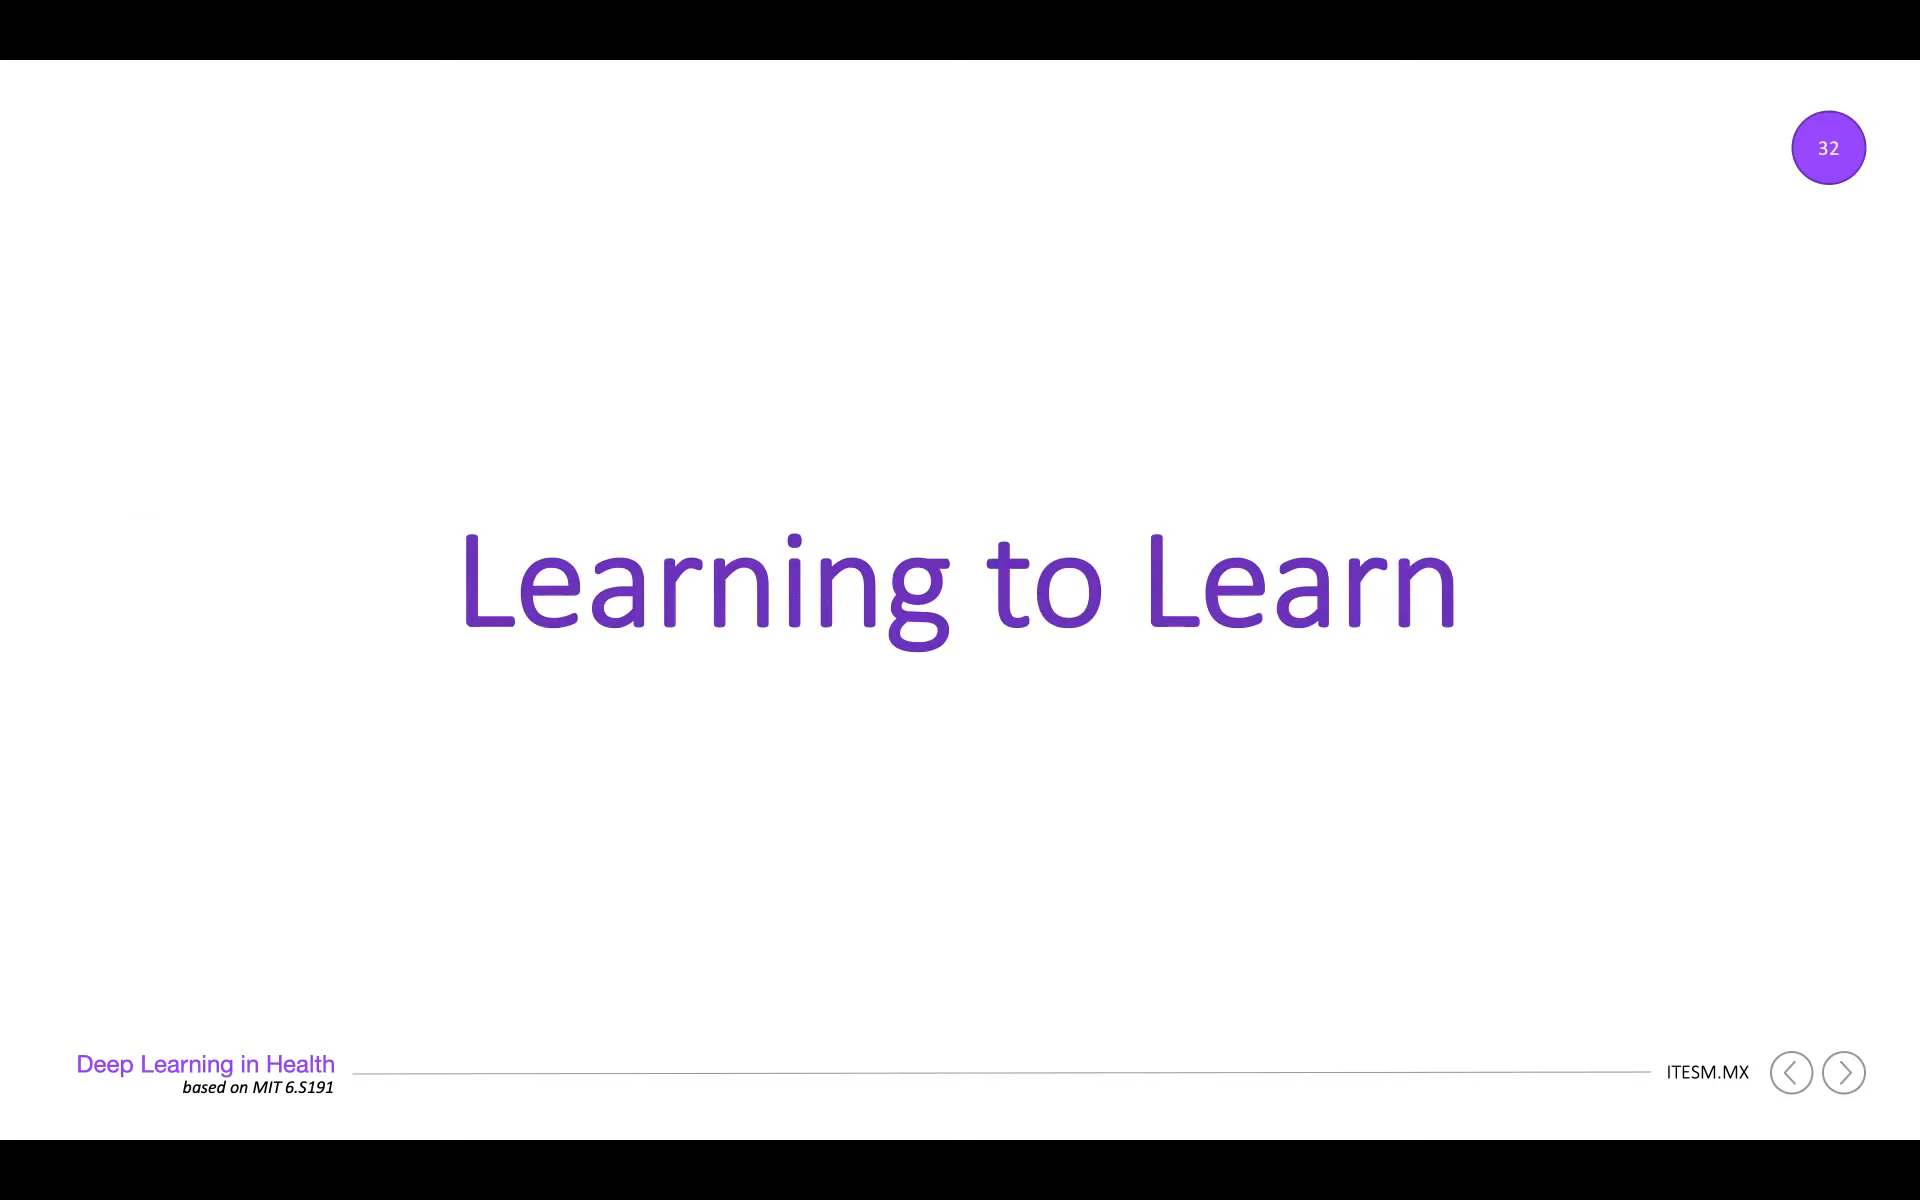 32
Learning to Learn
Deep Learning in Health
based on MIT 6.S191
ITESM.MX